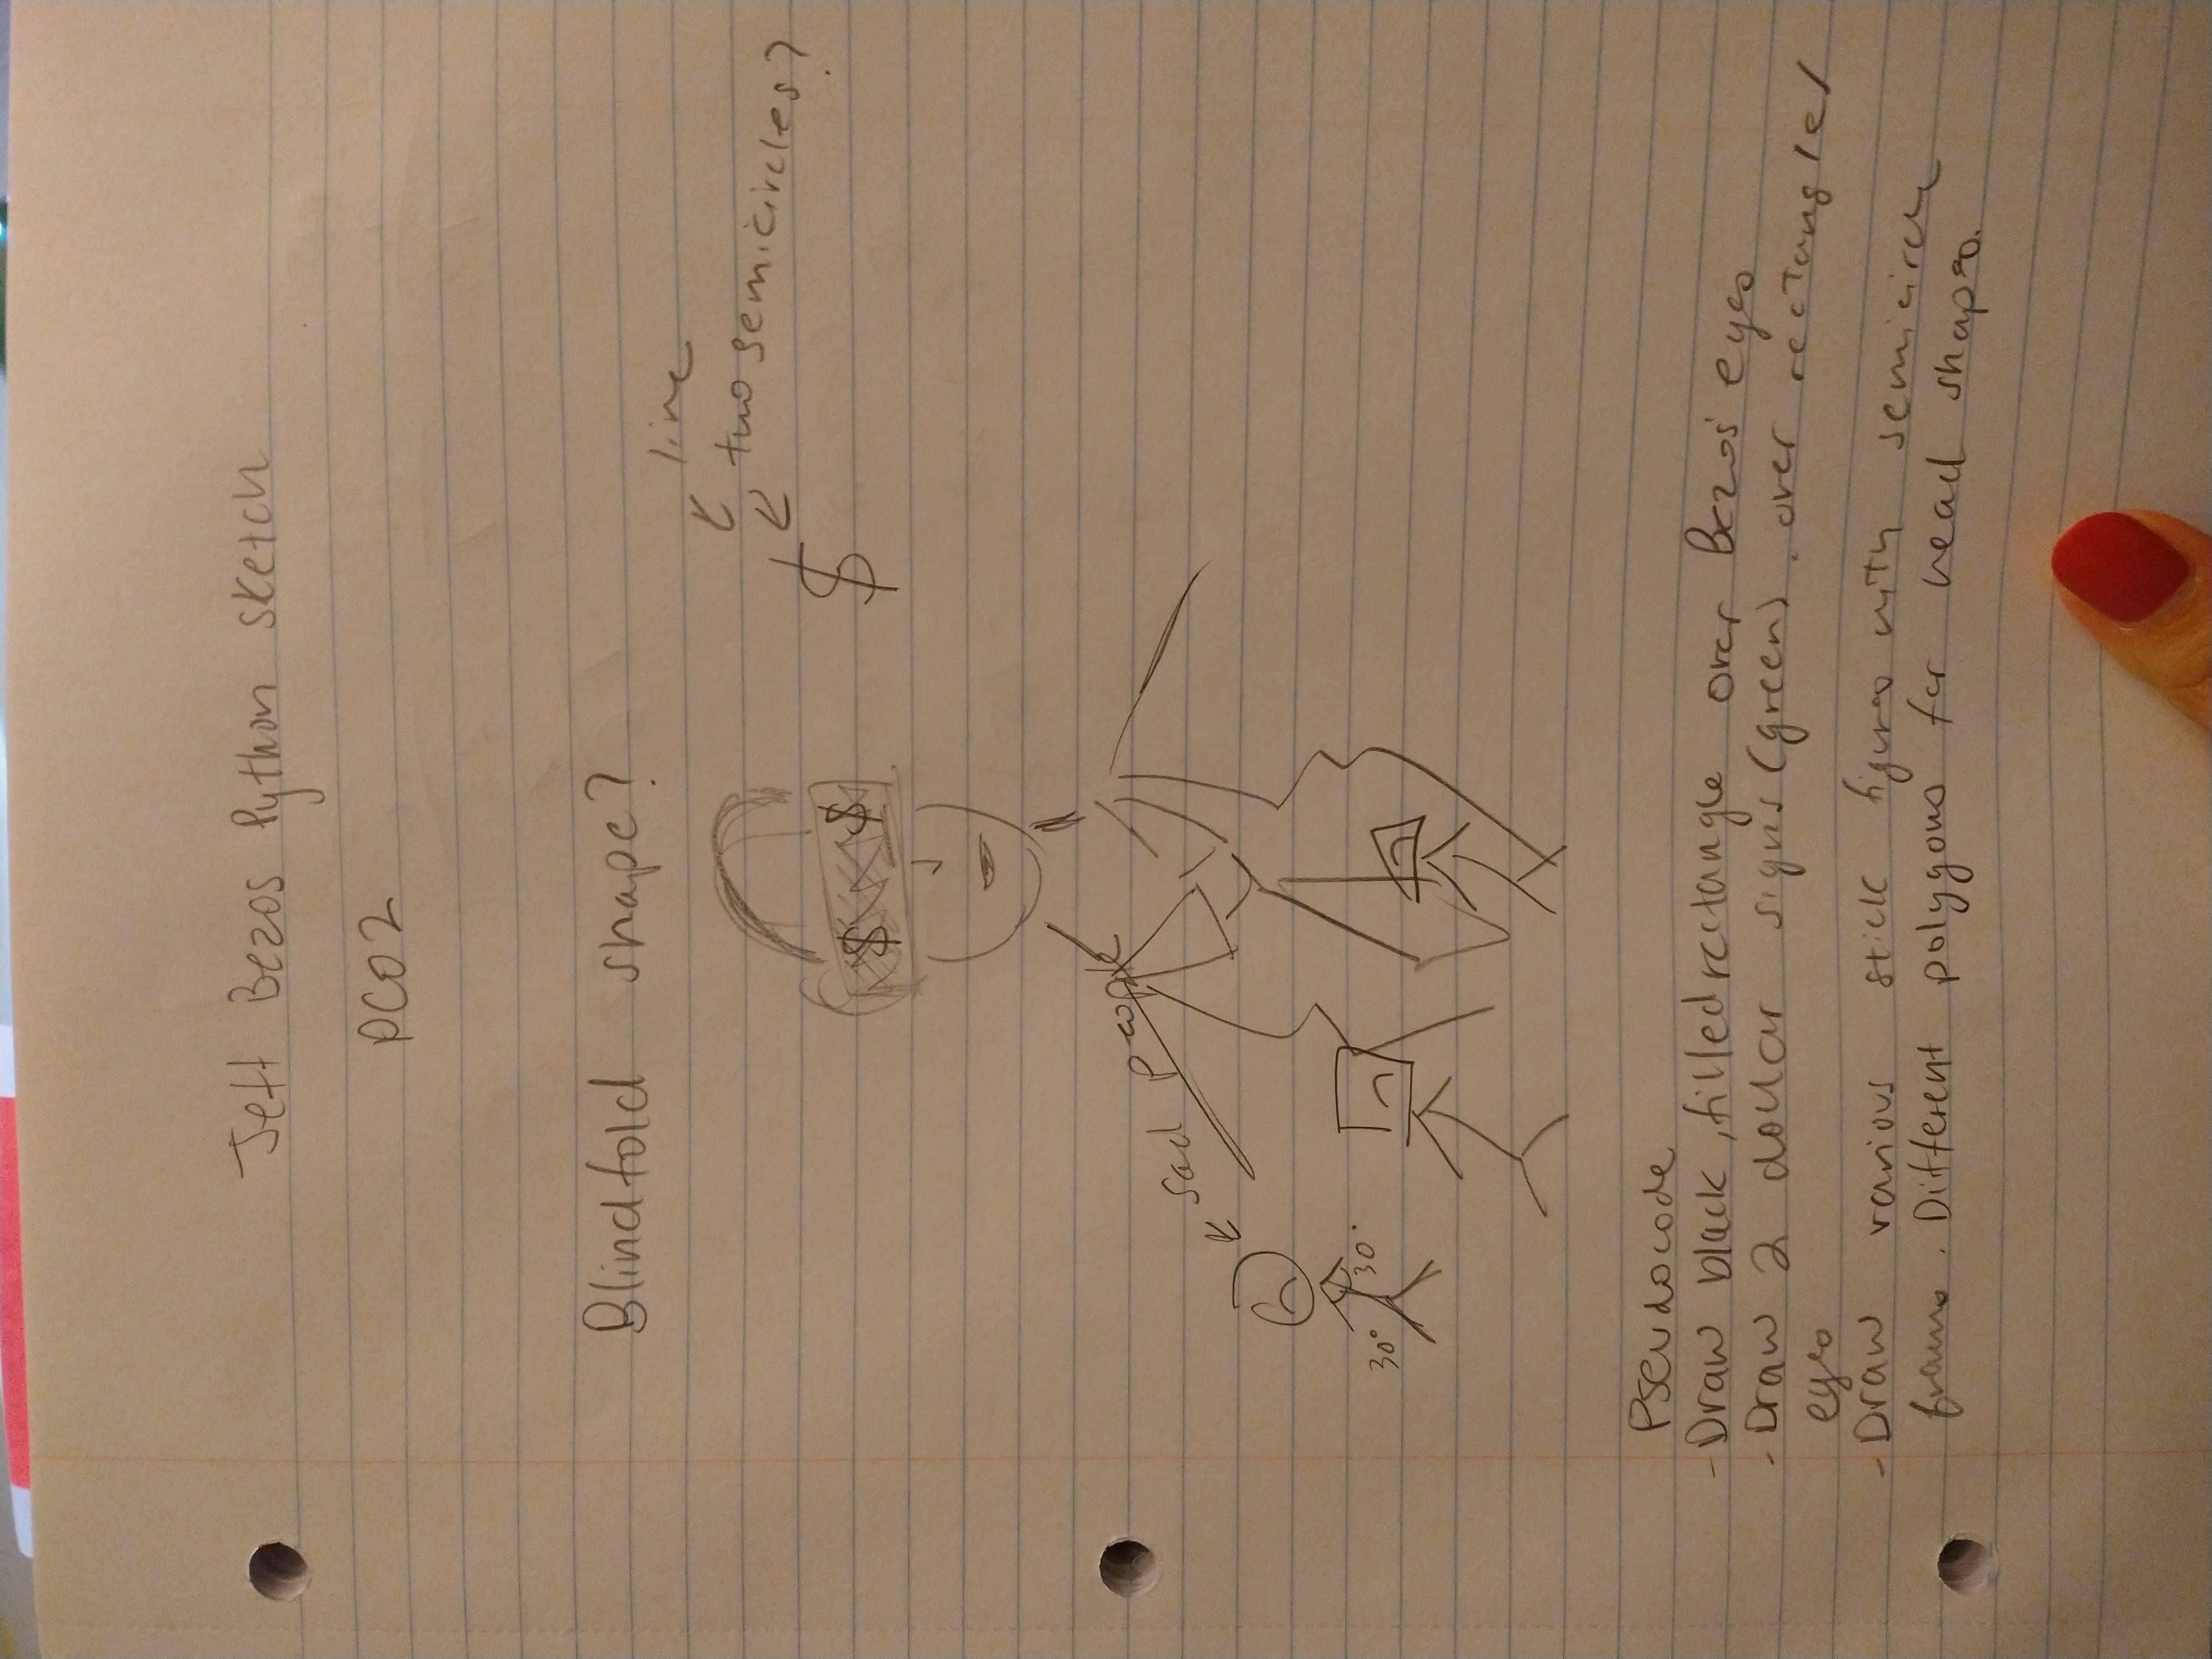 Jeff Bezos Python sketch
PC02
Blindfold shape?
line
two semicircles?
$ $
$
sad people
30° 30°
Pseudocode
- Draw black, filled rectangle over Bezos' eyes
- Draw 2 dollar signs (green) over rectangle/
eyes
- Draw various stick figures with semicircle
frowns. Different polygons for head shapes.